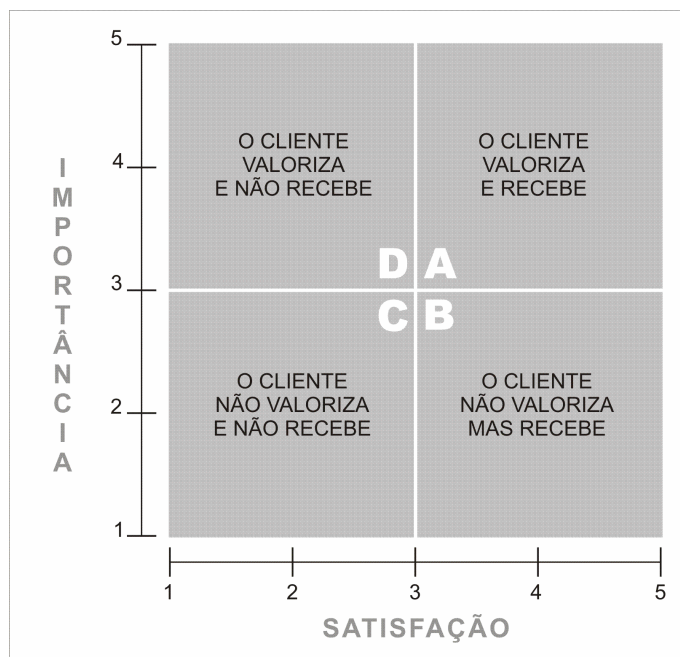 5
4
3
2
1
I
M
P
O
R
T
Â
N
C
I
A
O CLIENTE
VALORIZA
E NÃO RECEBE
O CLIENTE
VALORIZA
E RECEBE
D A
C B
O CLIENTE
NÃO VALORIZA
E NÃO RECEBE
O CLIENTE
NÃO VALORIZA
MAS RECEBE
1 2 3 4 5
SATISFAÇÃO